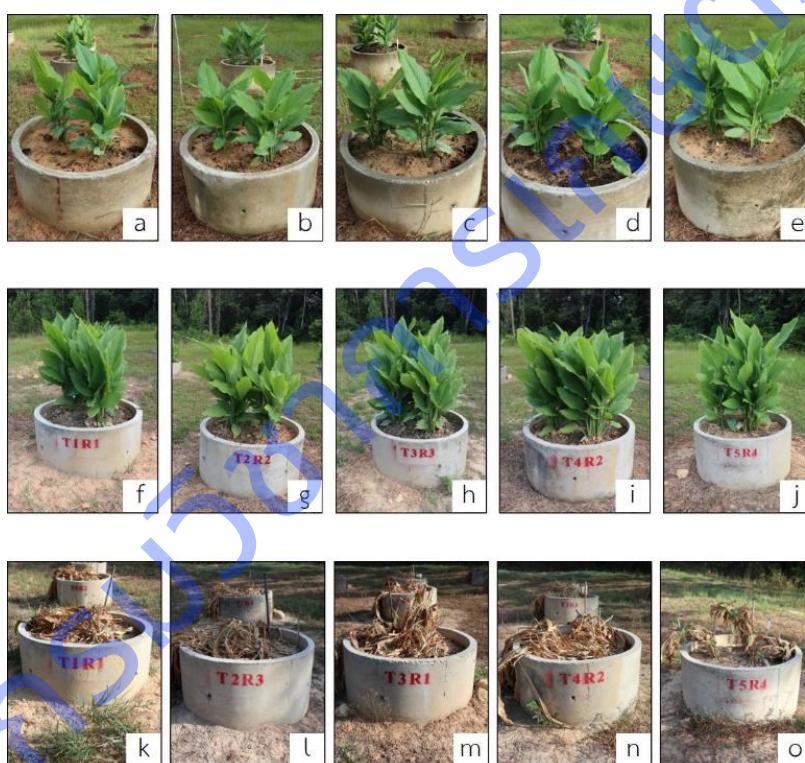 a b c d e
T1R1 T2R2 T3R3 T4R2 T5R4
f g h i j
T1R1 T2R3 T3R1 T4R2 T5R4
k l m n o